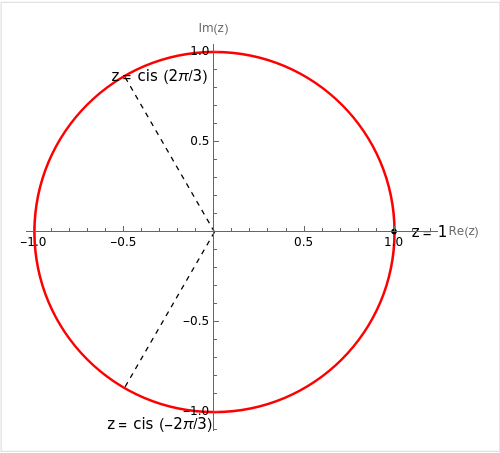 Im(z)
1.0
z = cis (2π/3)
0.5
z = 1
Re(z)
−1.0
−0.5
0.5
1.0
−0.5
−1.0
z = cis (−2π/3)